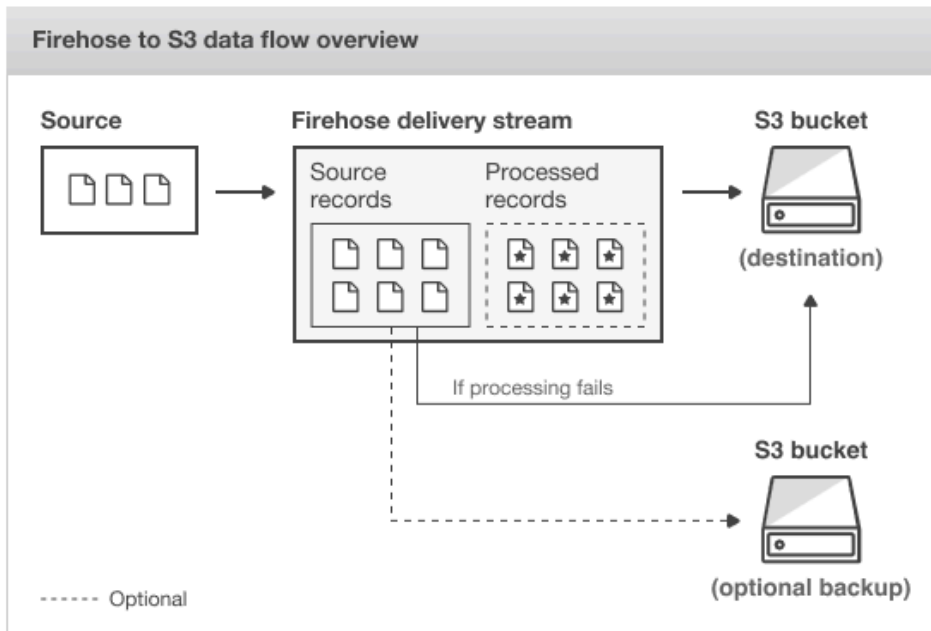 Firehose to S3 data flow overview
Source
Firehose delivery stream
S3 bucket
Source
records
Processed
records
(destination)
If processing fails
S3 bucket
(optional backup)
Optional